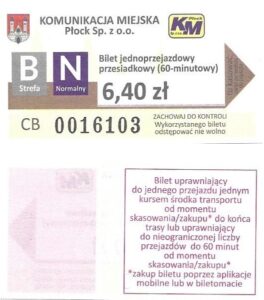 KOMUNIKACJA MIEJSKA
Płock Sp. z o.o.
Płock
KM
B
Strefa
N
Normalny
Bilet jednoprzejazdowy
przesiadkowy (60-minutowy)
6,40 zł
CB 0016103
ZACHOWAJ DO KONTROLI
Wykorzystanego biletu
odstępować nie wolno
Bilet uprawniający
do jednego przejazdu jednym
kursem środka transportu
od momentu
skasowania/zakupu* do końca
trasy lub uprawniający
do nieograniczonej liczby
przejazdów do 60 minut
od momentu
skasowania/zakupu*
*zakup biletu poprzez aplikacje
mobilne lub w biletomacie